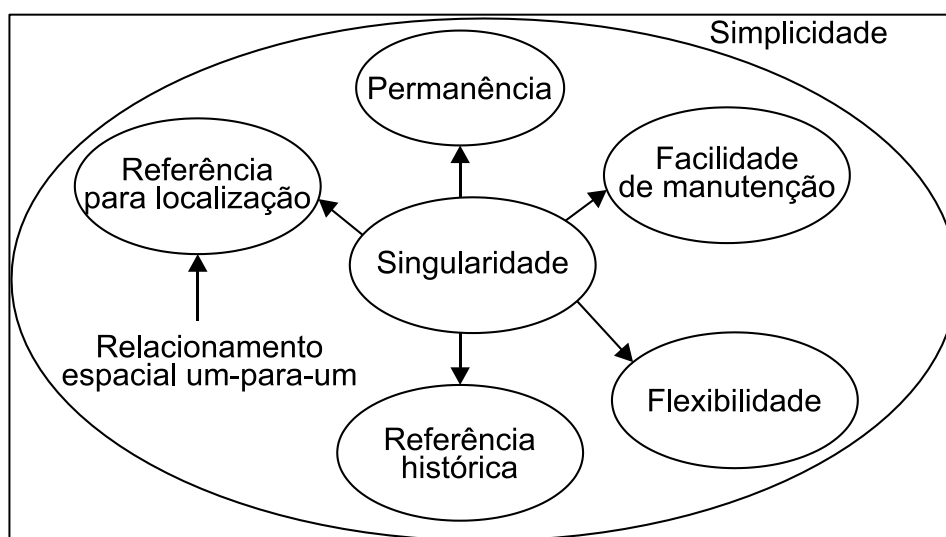 Simplicidade
Permanência
Referência
para localização
Facilidade
de manutenção
Singularidade
Relacionamento
espacial um-para-um
Flexibilidade
Referência
histórica